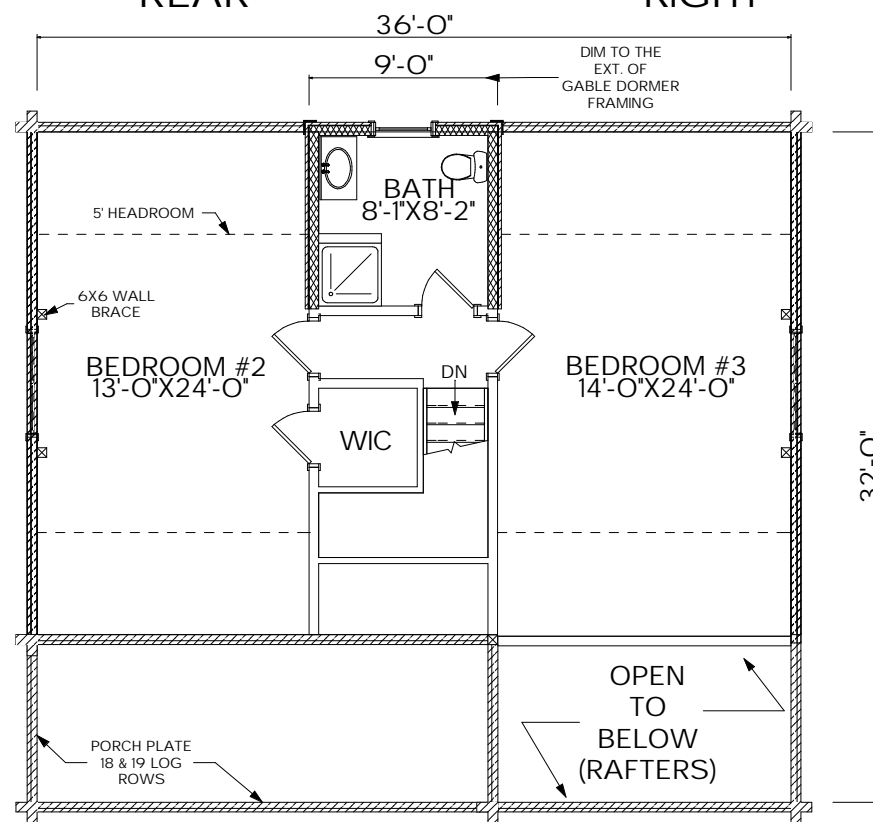 REAR
RIGHT
36'-0"
9'-0"
DIM TO THE
EXT. OF
GABLE DORMER
FRAMING
BATH
8'-1"X8'-2"
5' HEADROOM
6X6 WALL
BRACE
BEDROOM #2
13'-0"X24'-0"
DN
BEDROOM #3
14'-0"X24'-0"
WIC
32'-0"
OPEN
TO
BELOW
(RAFTERS)
PORCH PLATE
18 & 19 LOG
ROWS